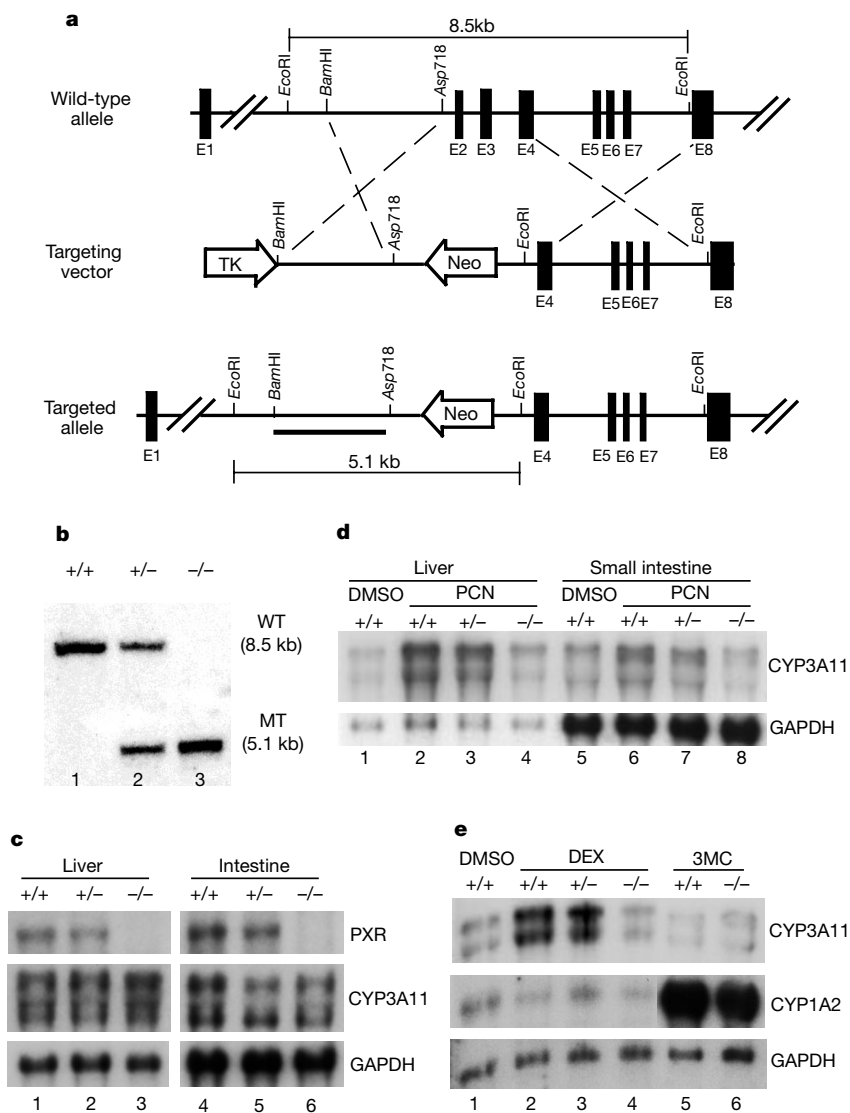 a
8.5kb
EcoRI
BamHI
Asp718
EcoRI
Wild-type
allele
E1
E2 E3 E4 E5 E6 E7 E8
BamHI
Asp718
EcoRI
EcoRI
Targeting
vector
TK
Neo
E4 E5 E6 E7 E8
EcoRI
BamHI
Asp718
EcoRI
EcoRI
Targeted
allele
Neo
E1 E4 E5 E6 E7 E8
5.1 kb
b
+/+ +/− −/−
WT
(8.5 kb)
MT
(5.1 kb)
1 2 3
d
Liver Small intestine
DMSO PCN DMSO PCN
+/+ +/+ +/− −/− +/+ +/+ +/− −/−
CYP3A11
GAPDH
1 2 3 4 5 6 7 8
c
Liver Intestine
+/+ +/− −/− +/+ +/− −/−
PXR
CYP3A11
GAPDH
1 2 3 4 5 6
e
DMSO DEX 3MC
+/+ +/+ +/− −/− +/+ −/−
CYP3A11
CYP1A2
GAPDH
1 2 3 4 5 6